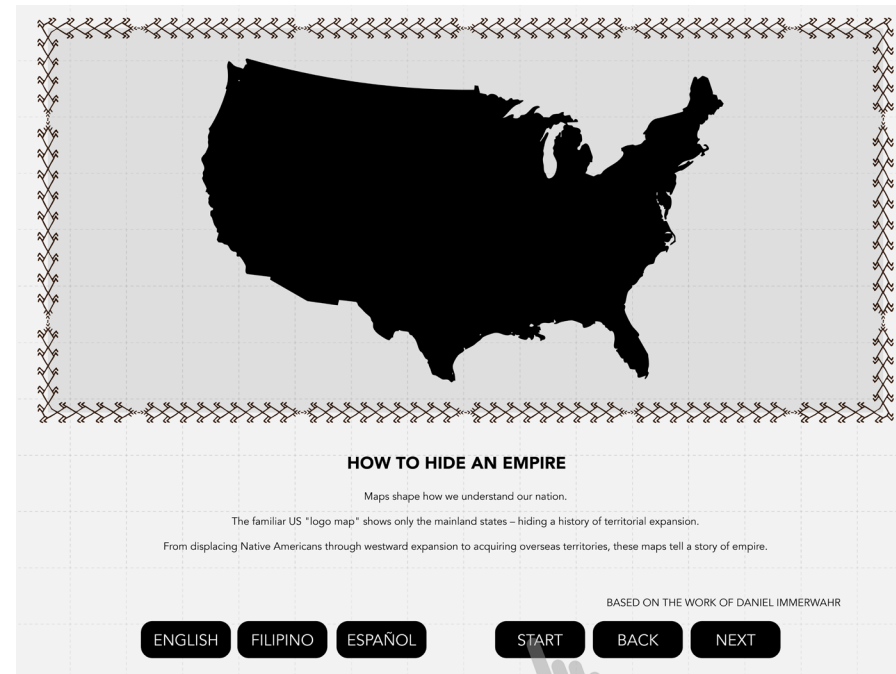 HOW TO HIDE AN EMPIRE
Maps shape how we understand our nation.
The familiar US "logo map" shows only the mainland states – hiding a history of territorial expansion.
From displacing Native Americans through westward expansion to acquiring overseas territories, these maps tell a story of empire.
BASED ON THE WORK OF DANIEL IMMERWAHR
ENGLISH FILIPINO ESPAÑOL START BACK NEXT